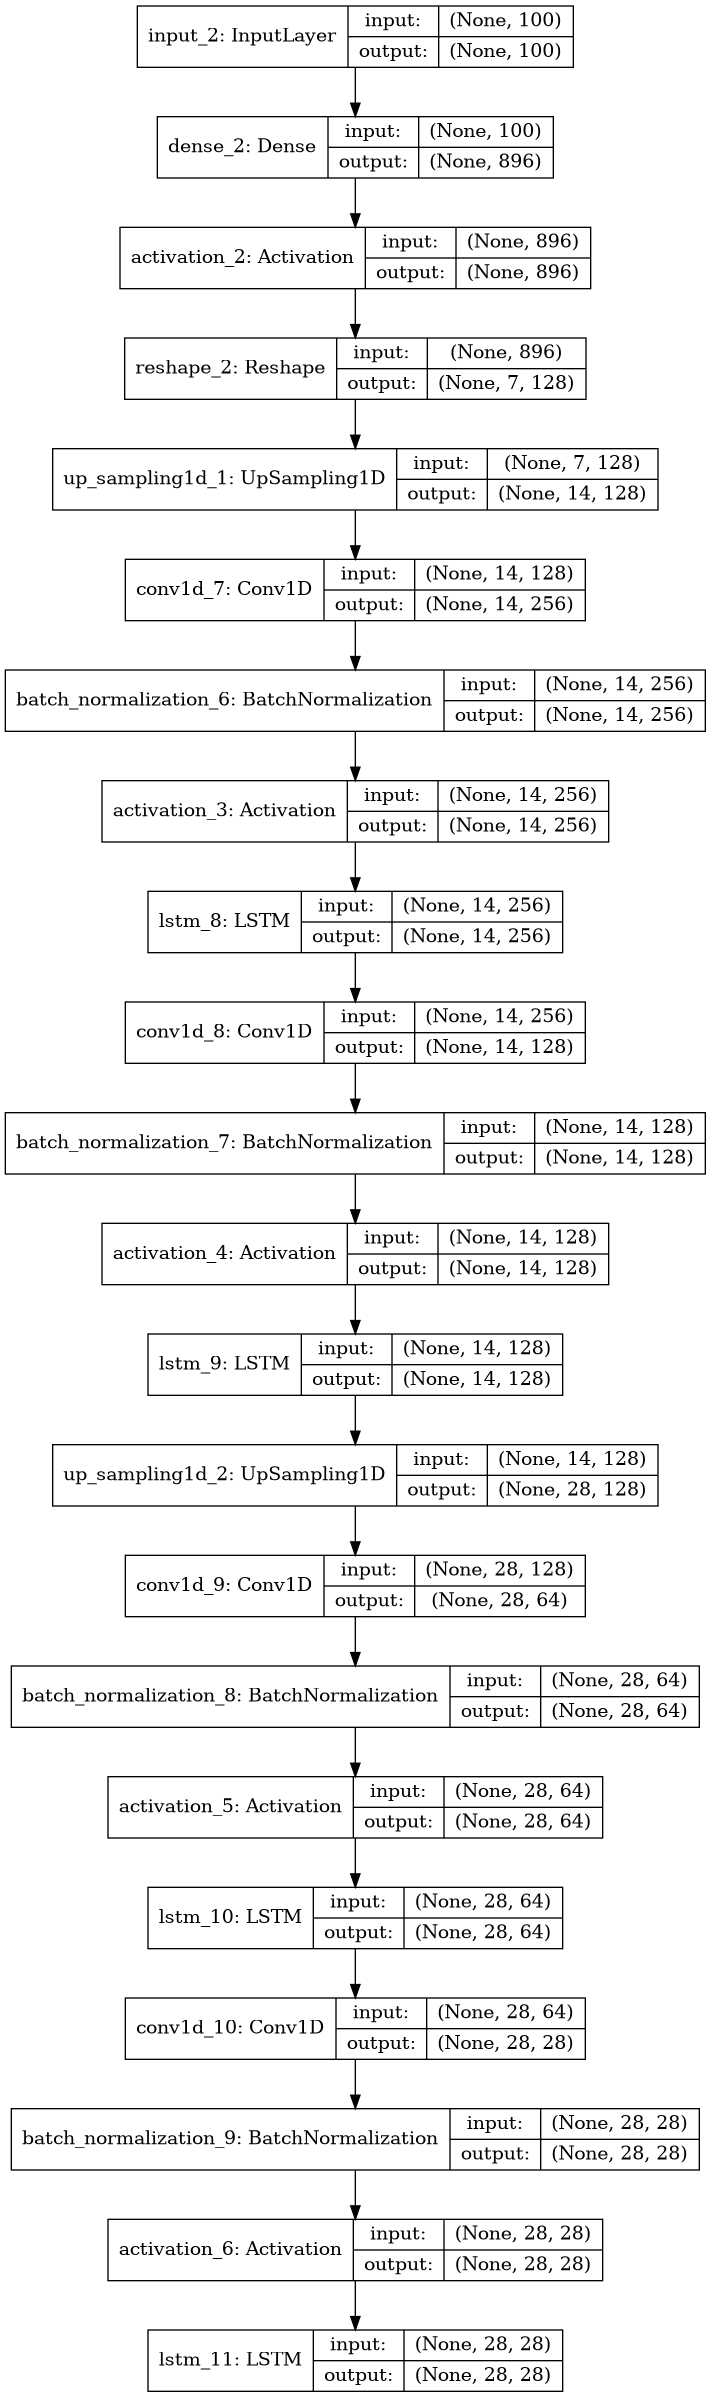 input_2: InputLayer
input: (None, 100)
output: (None, 100)
dense_2: Dense
input: (None, 100)
output: (None, 896)
activation_2: Activation
input: (None, 896)
output: (None, 896)
reshape_2: Reshape
input: (None, 896)
output: (None, 7, 128)
up_sampling1d_1: UpSampling1D
input: (None, 7, 128)
output: (None, 14, 128)
conv1d_7: Conv1D
input: (None, 14, 128)
output: (None, 14, 256)
batch_normalization_6: BatchNormalization
input: (None, 14, 256)
output: (None, 14, 256)
activation_3: Activation
input: (None, 14, 256)
output: (None, 14, 256)
lstm_8: LSTM
input: (None, 14, 256)
output: (None, 14, 256)
conv1d_8: Conv1D
input: (None, 14, 256)
output: (None, 14, 128)
batch_normalization_7: BatchNormalization
input: (None, 14, 128)
output: (None, 14, 128)
activation_4: Activation
input: (None, 14, 128)
output: (None, 14, 128)
lstm_9: LSTM
input: (None, 14, 128)
output: (None, 14, 128)
up_sampling1d_2: UpSampling1D
input: (None, 14, 128)
output: (None, 28, 128)
conv1d_9: Conv1D
input: (None, 28, 128)
output: (None, 28, 64)
batch_normalization_8: BatchNormalization
input: (None, 28, 64)
output: (None, 28, 64)
activation_5: Activation
input: (None, 28, 64)
output: (None, 28, 64)
lstm_10: LSTM
input: (None, 28, 64)
output: (None, 28, 64)
conv1d_10: Conv1D
input: (None, 28, 64)
output: (None, 28, 28)
batch_normalization_9: BatchNormalization
input: (None, 28, 28)
output: (None, 28, 28)
activation_6: Activation
input: (None, 28, 28)
output: (None, 28, 28)
lstm_11: LSTM
input: (None, 28, 28)
output: (None, 28, 28)